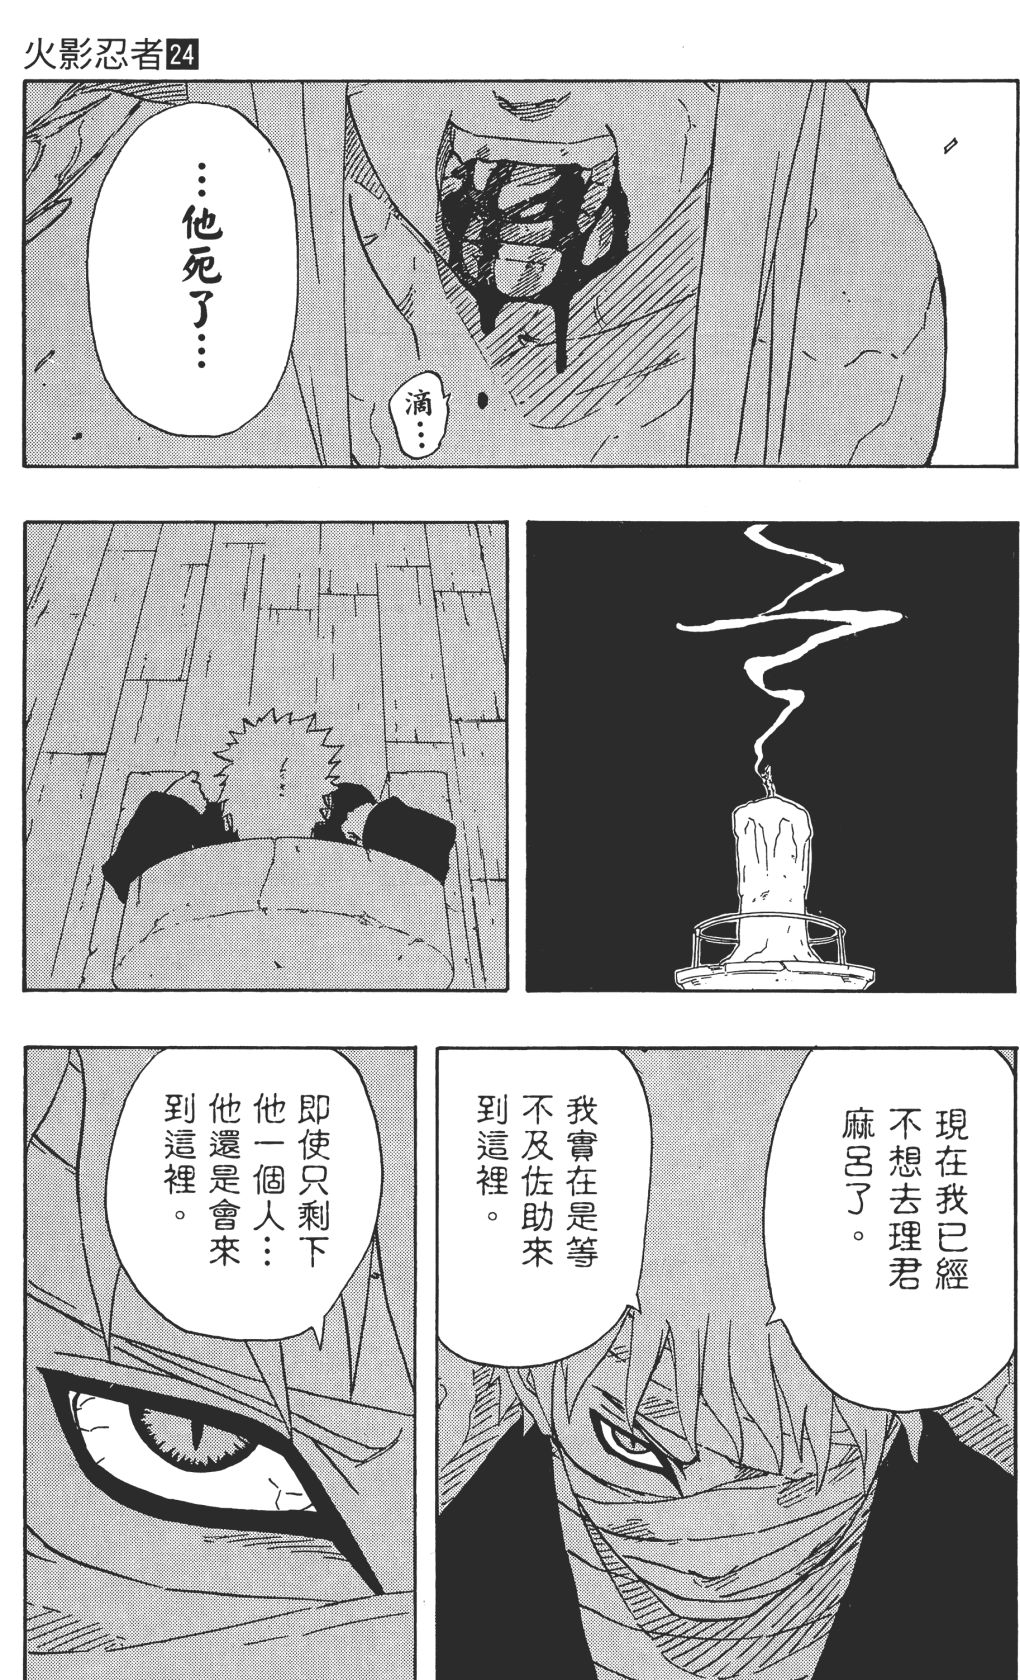 火影忍者24
…他死了…
滴…
現在我已經
不想去理君
麻呂了。
我實在是等
不及佐助來
到這裡。
即使只剩下
他一個人…
他還是會來
到這裡。